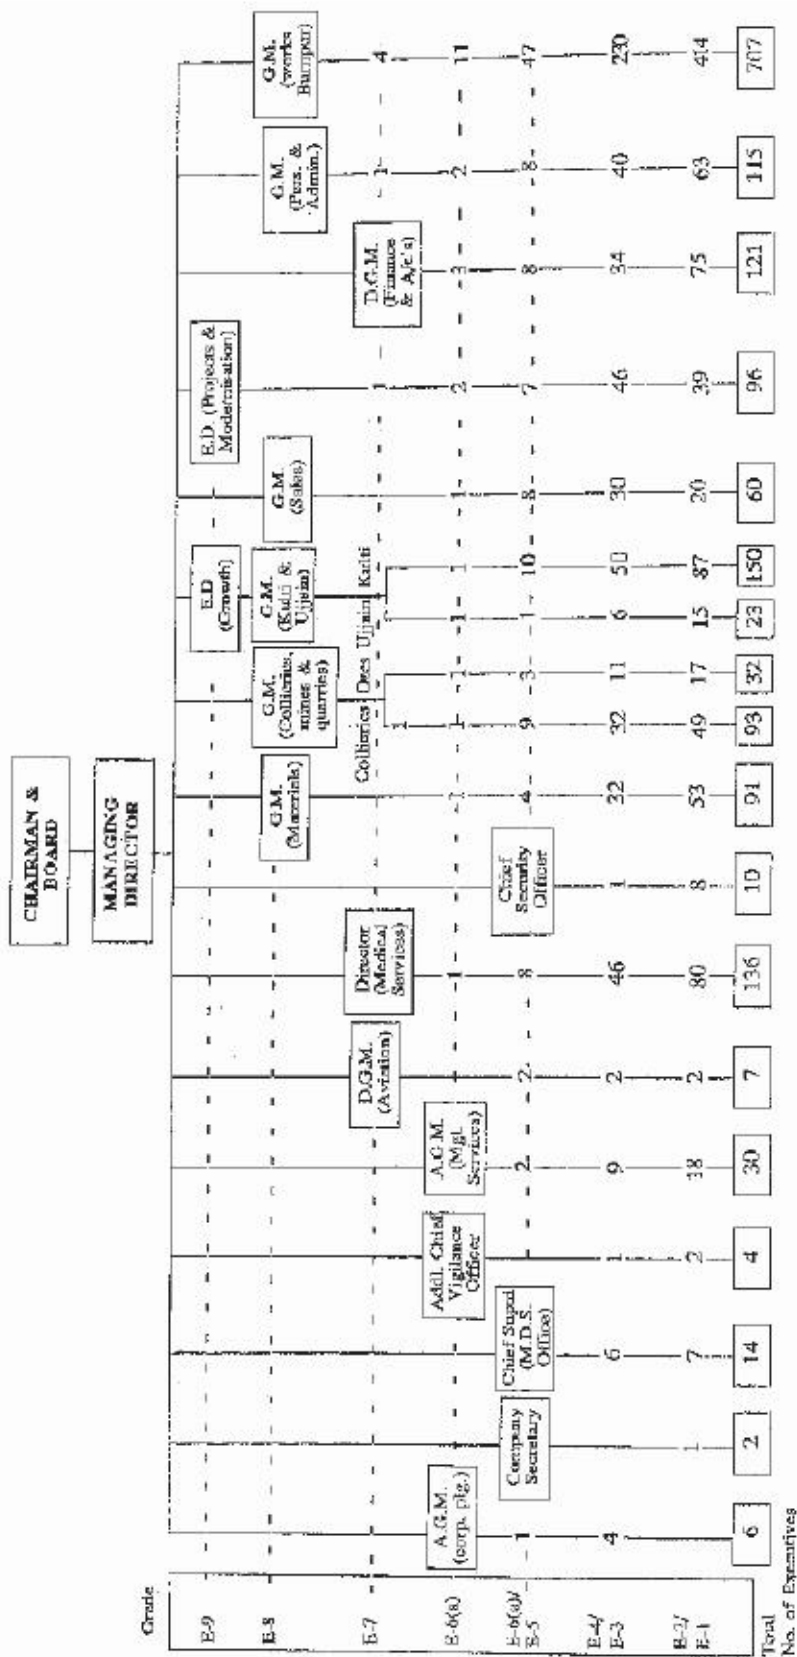 CHAIRMAN &
BOARD
MANAGING
DIRECTOR
Grade
E-9
E-8
E-7
E-6(a)
E-6(a)/
E-5
E-4/
E-3
E-2/
E-1
Total
No. of Executives
A.G.M.
(corp. plg.)
1
4
6
Company
Secretary
1
2
Chief Supdt
(M.D.S.
Office)
6
7
14
Addl. Chief
Vigilance
Officer
1
2
4
A.G.M.
(Mgt.
Services)
2
9
18
30
D.G.M.
(Aviation)
2
2
2
7
Director
(Medical
Services)
1
8
46
80
136
Chief
Security
Officer
1
8
10
G.M.
(Materials)
4
32
53
91
G.M.
(Collieries,
mines &
quarries)
Collieries Ores Ujjain Kulti
1
1
9
32
49
93
1
3
11
17
32
E.D
(Growth)
G.M.
(Kulti &
Ujjain)
1
1
6
15
23
1
10
50
87
150
G.M.
(Sales)
1
8
30
20
60
E.D. (Projects &
Modernisation)
1
2
7
46
39
96
D.G.M.
(Finance
& A/c's)
3
8
34
75
121
G.M.
(Pers. &
Admin.)
1
2
8
40
63
115
G.M.
(works
Burnpur)
4
11
47
230
414
707